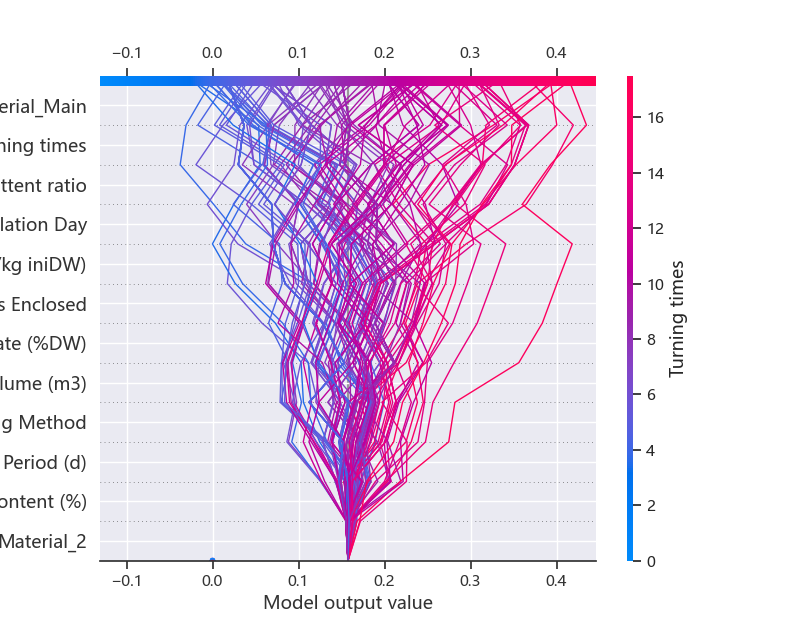 −0.1 0.0 0.1 0.2 0.3 0.4
erial_Main
ning times
ttent ratio
lation Day
/kg iniDW)
s Enclosed
ate (%DW)
lume (m3)
g Method
Period (d)
ontent (%)
Material_2
−0.1 0.0 0.1 0.2 0.3 0.4
Model output value
16
14
12
10
8
6
4
2
0
Turning times